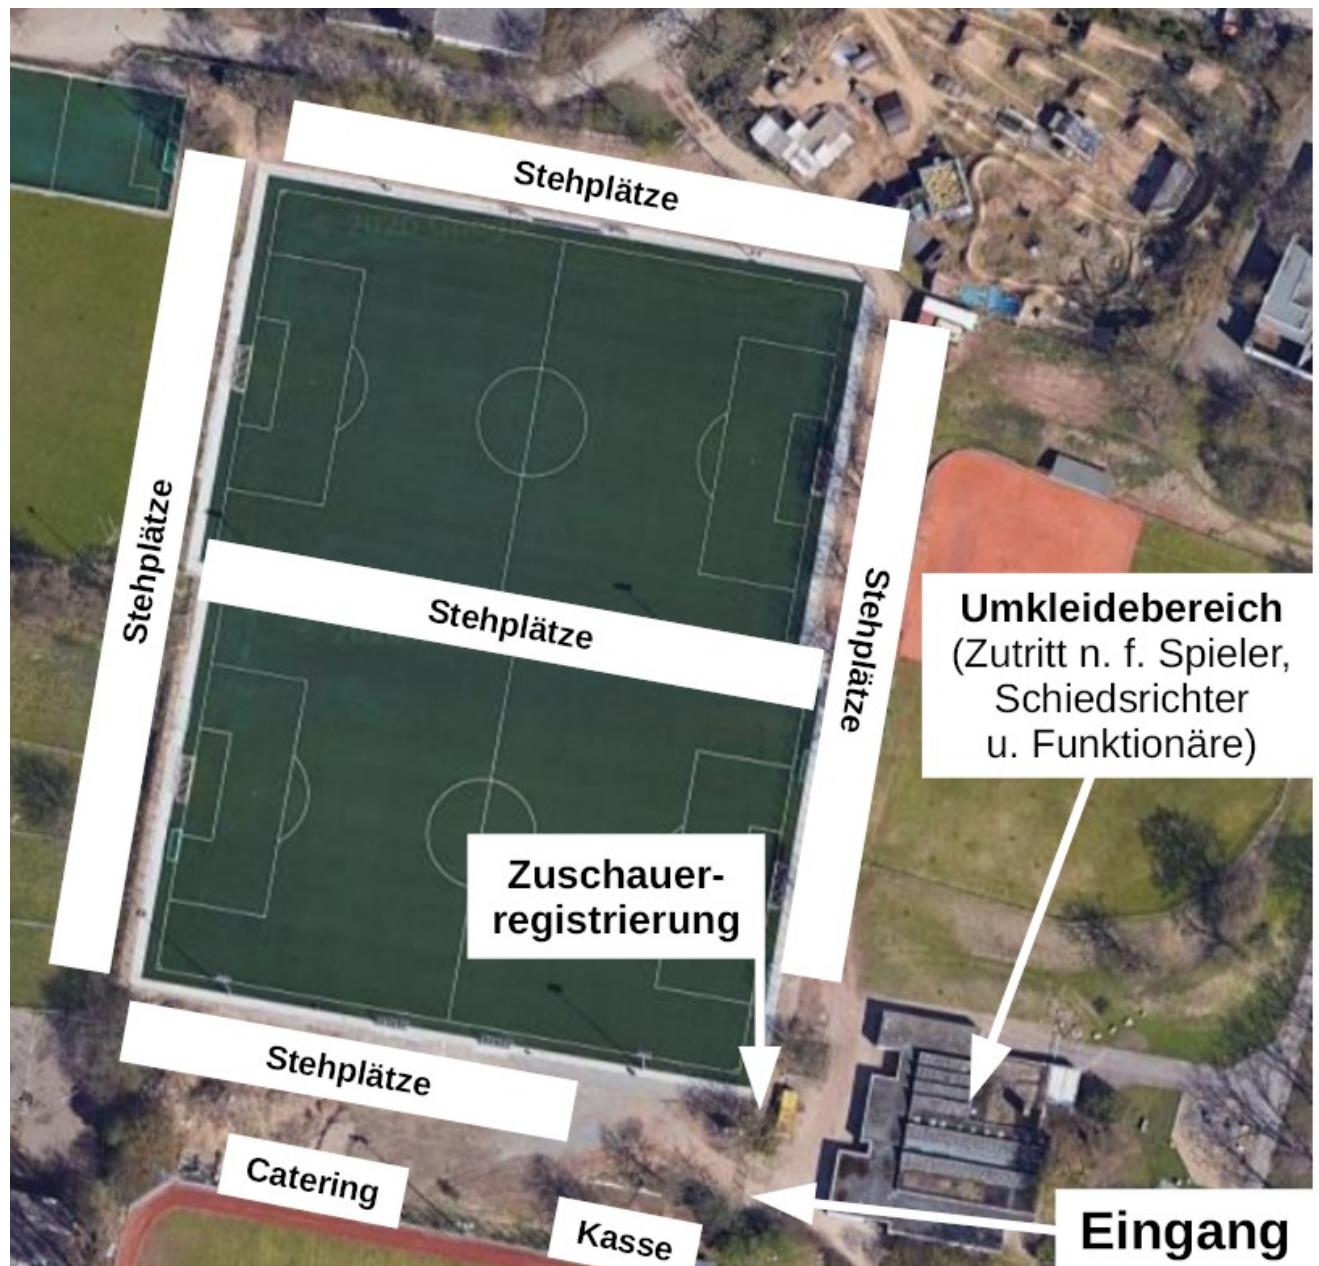 Stehplätze
Stehplätze
Stehplätze
Stehplätze
Umkleidebereich
(Zutritt n. f. Spieler,
Schiedsrichter
u. Funktionäre)
Zuschauer-
registrierung
Stehplätze
Catering
Kasse
Eingang